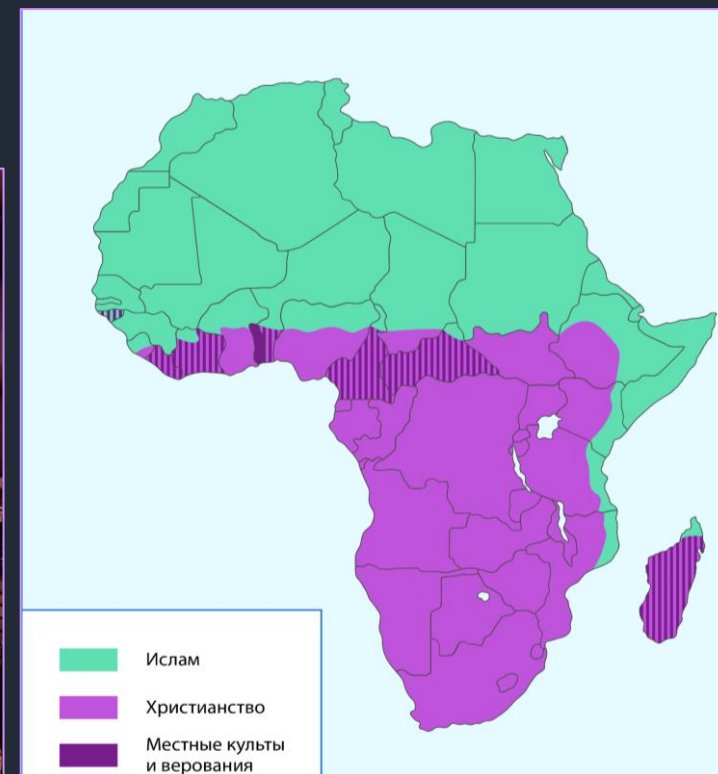 Ислам
Христианство
Местные культы
и верования